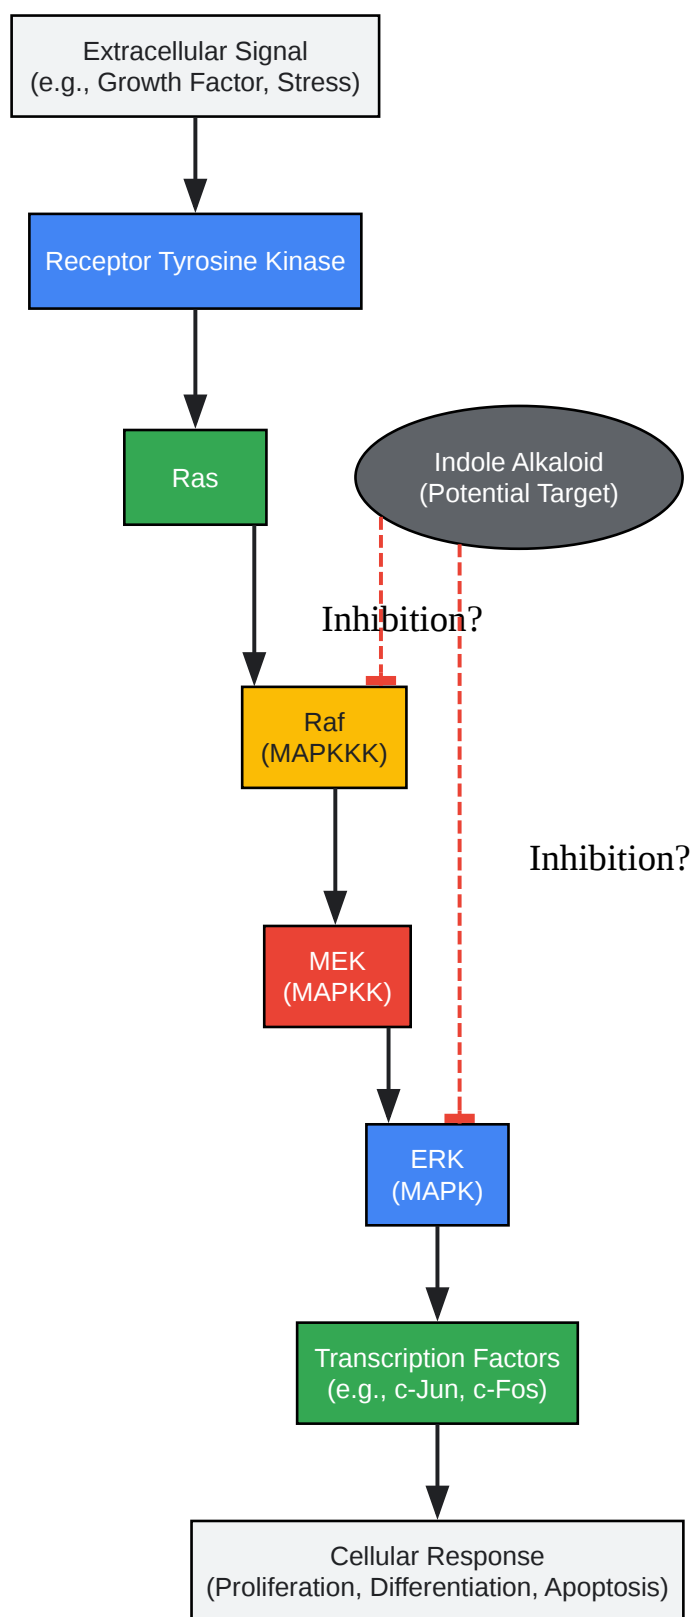 Extracellular Signal
(e.g., Growth Factor, Stress)
Receptor Tyrosine Kinase
Ras
Indole Alkaloid
(Potential Target)
Inhibition?
Raf
(MAPKKK)
Inhibition?
MEK
(MAPKK)
ERK
(MAPK)
Transcription Factors
(e.g., c-Jun, c-Fos)
Cellular Response
(Proliferation, Differentiation, Apoptosis)